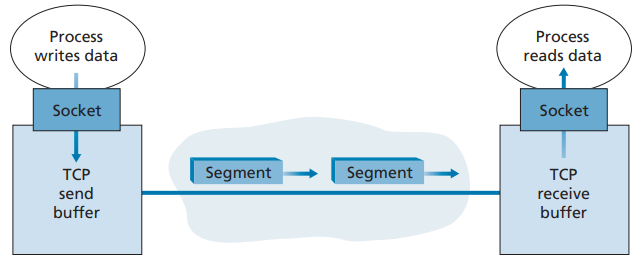 Process
writes data
Socket
TCP
send
buffer
Segment
Segment
Process
reads data
Socket
TCP
receive
buffer